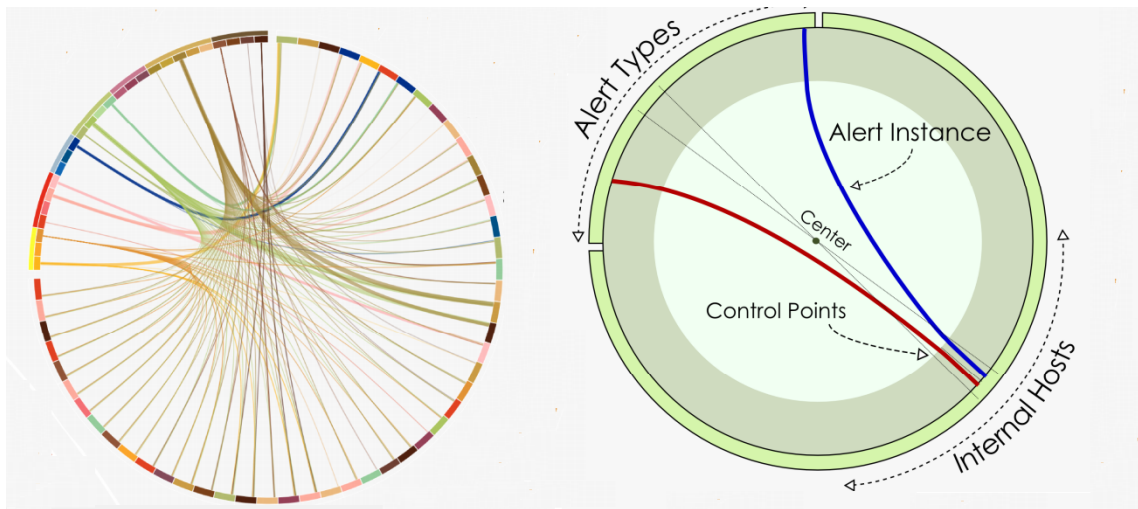 Alert Types
Alert Instance
Center
Control Points
Internal Hosts